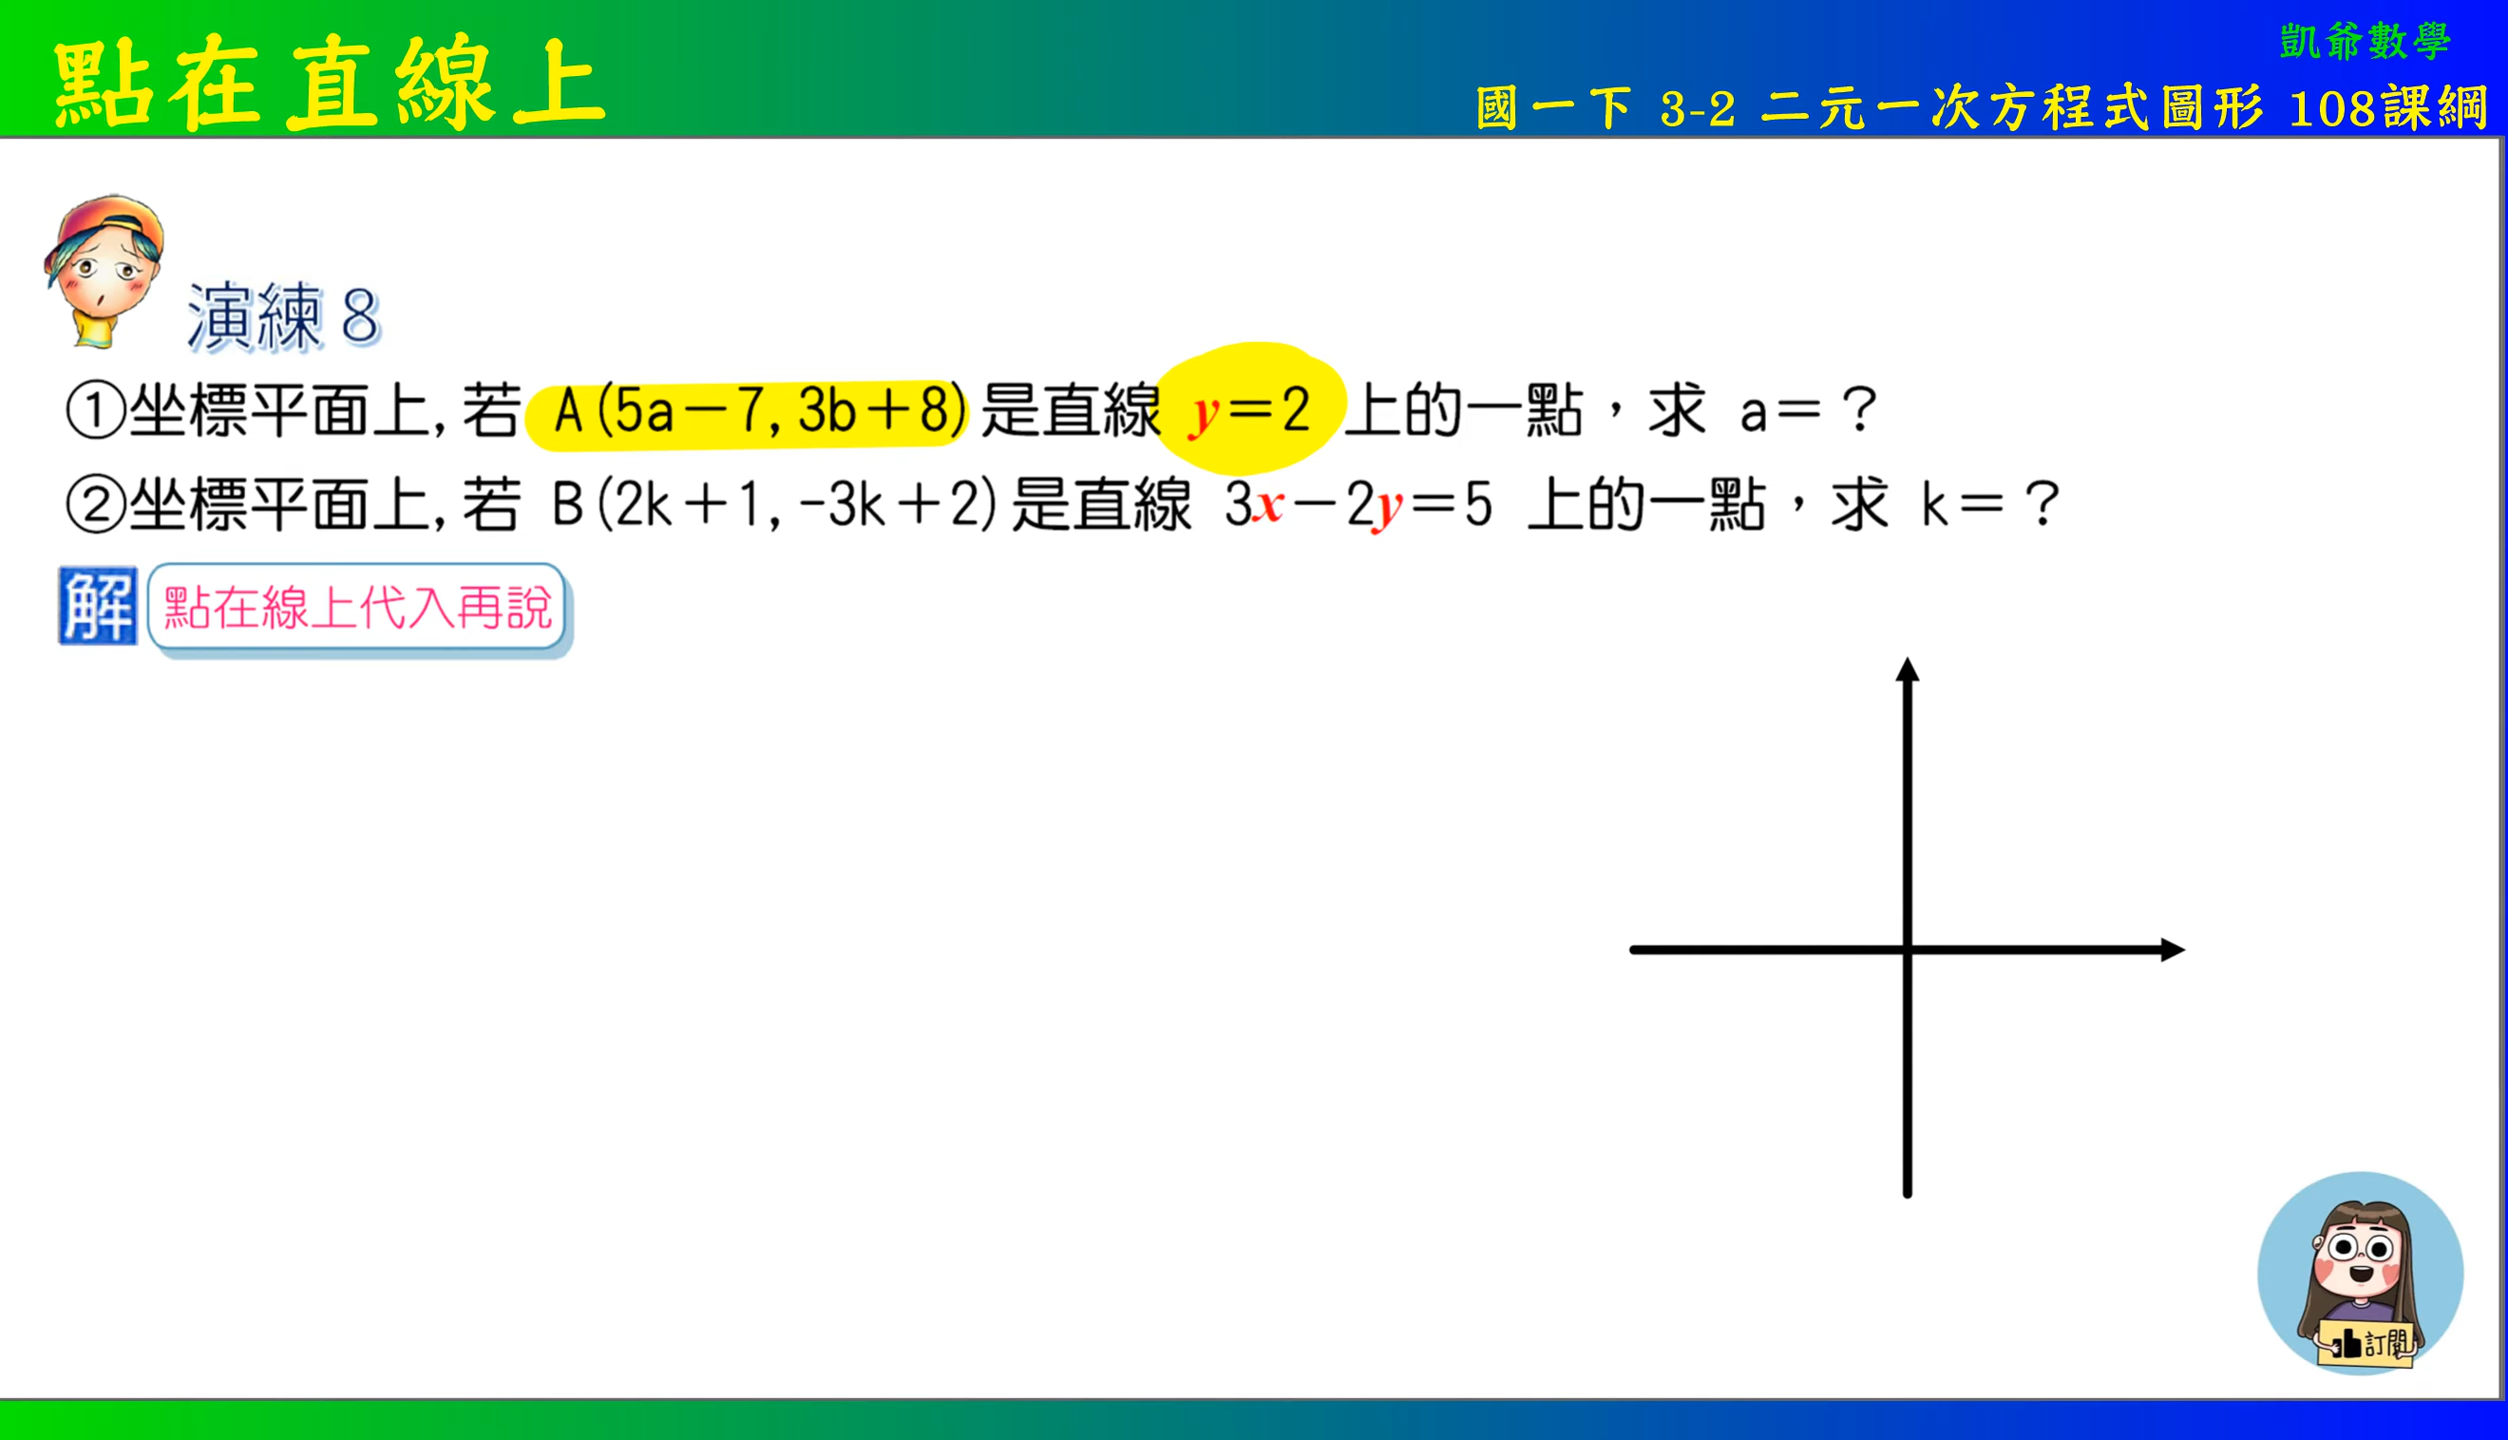 點在直線上
凱爺數學
國一下 3-2 二元一次方程式圖形 108課綱
演練 8
①坐標平面上, 若 A(5a－7, 3b＋8)是直線 y＝2 上的一點，求 a＝？
②坐標平面上, 若 B(2k＋1, -3k＋2)是直線 3x－2y＝5 上的一點，求 k＝？
解 點在線上代入再說
訂閱